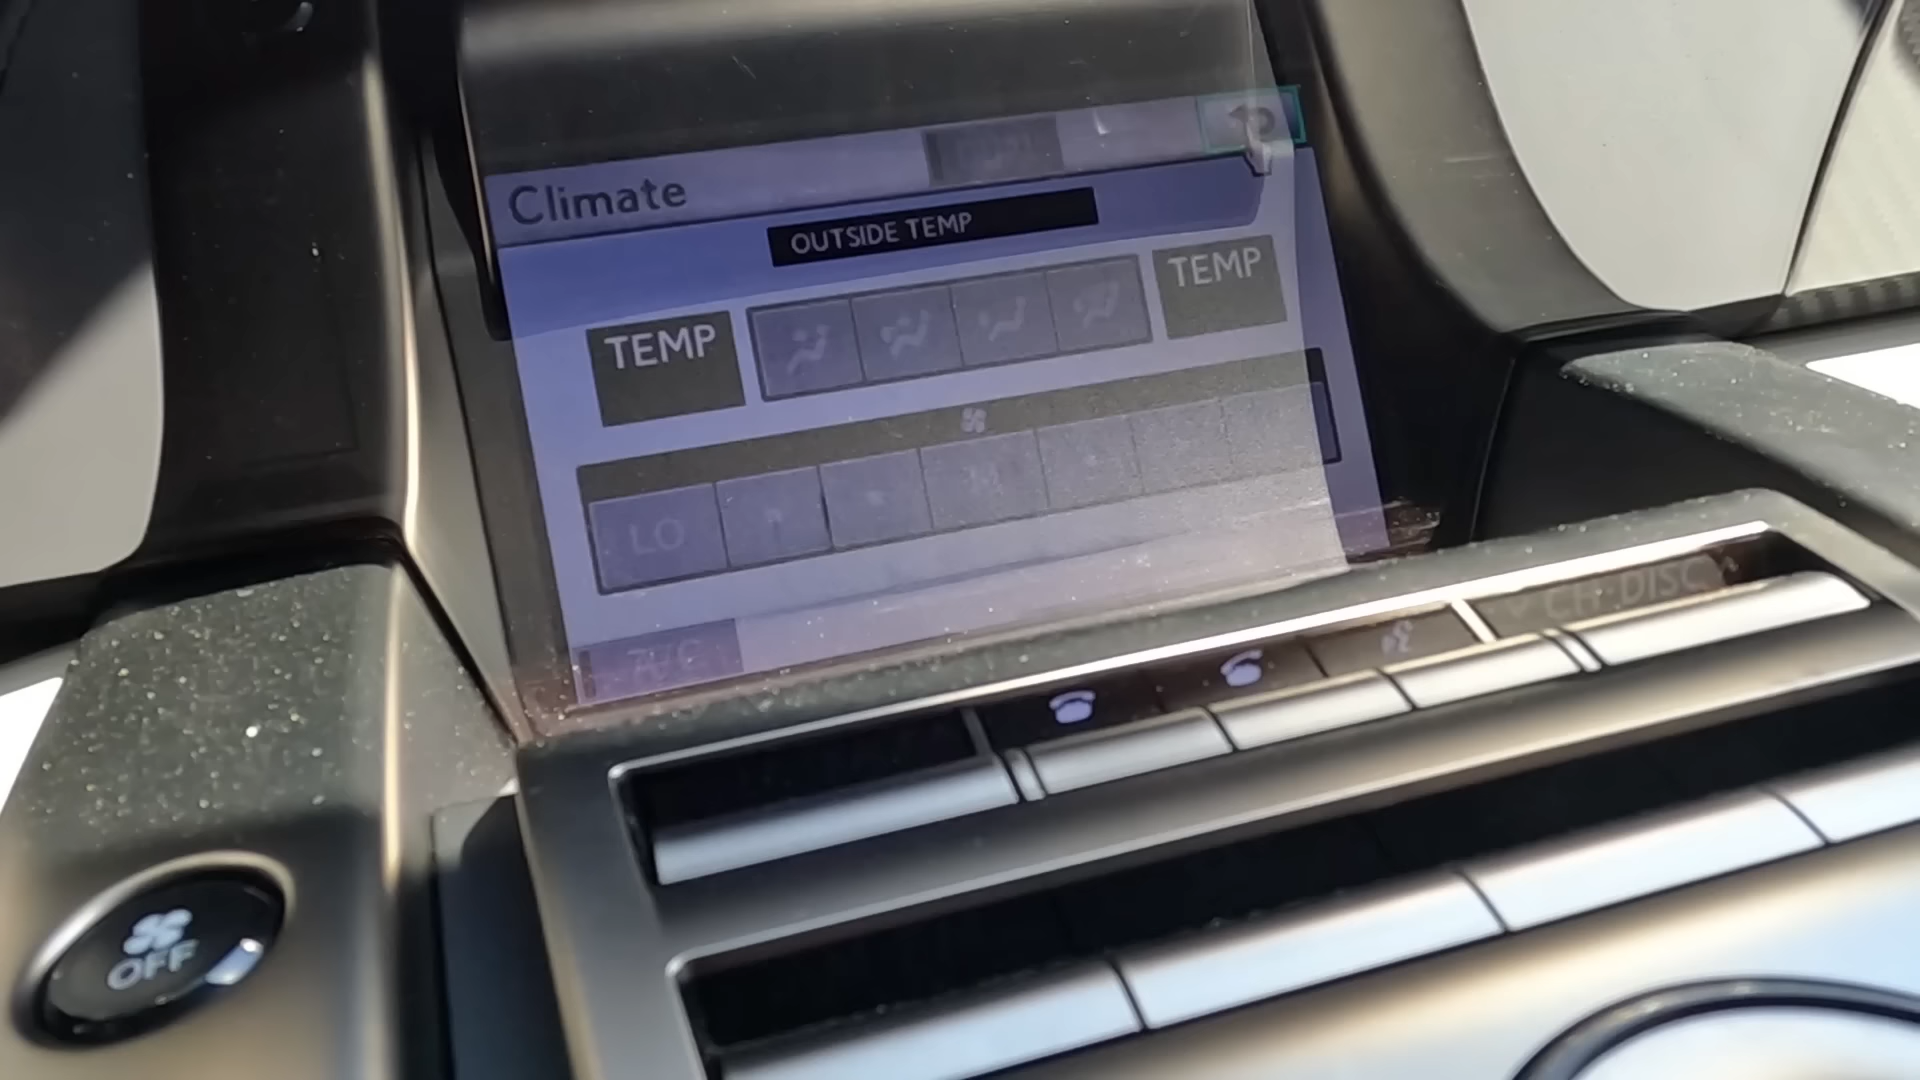 Climate
OUTSIDE TEMP
TEMP
TEMP
LO
A/C
CH·DISC
OFF